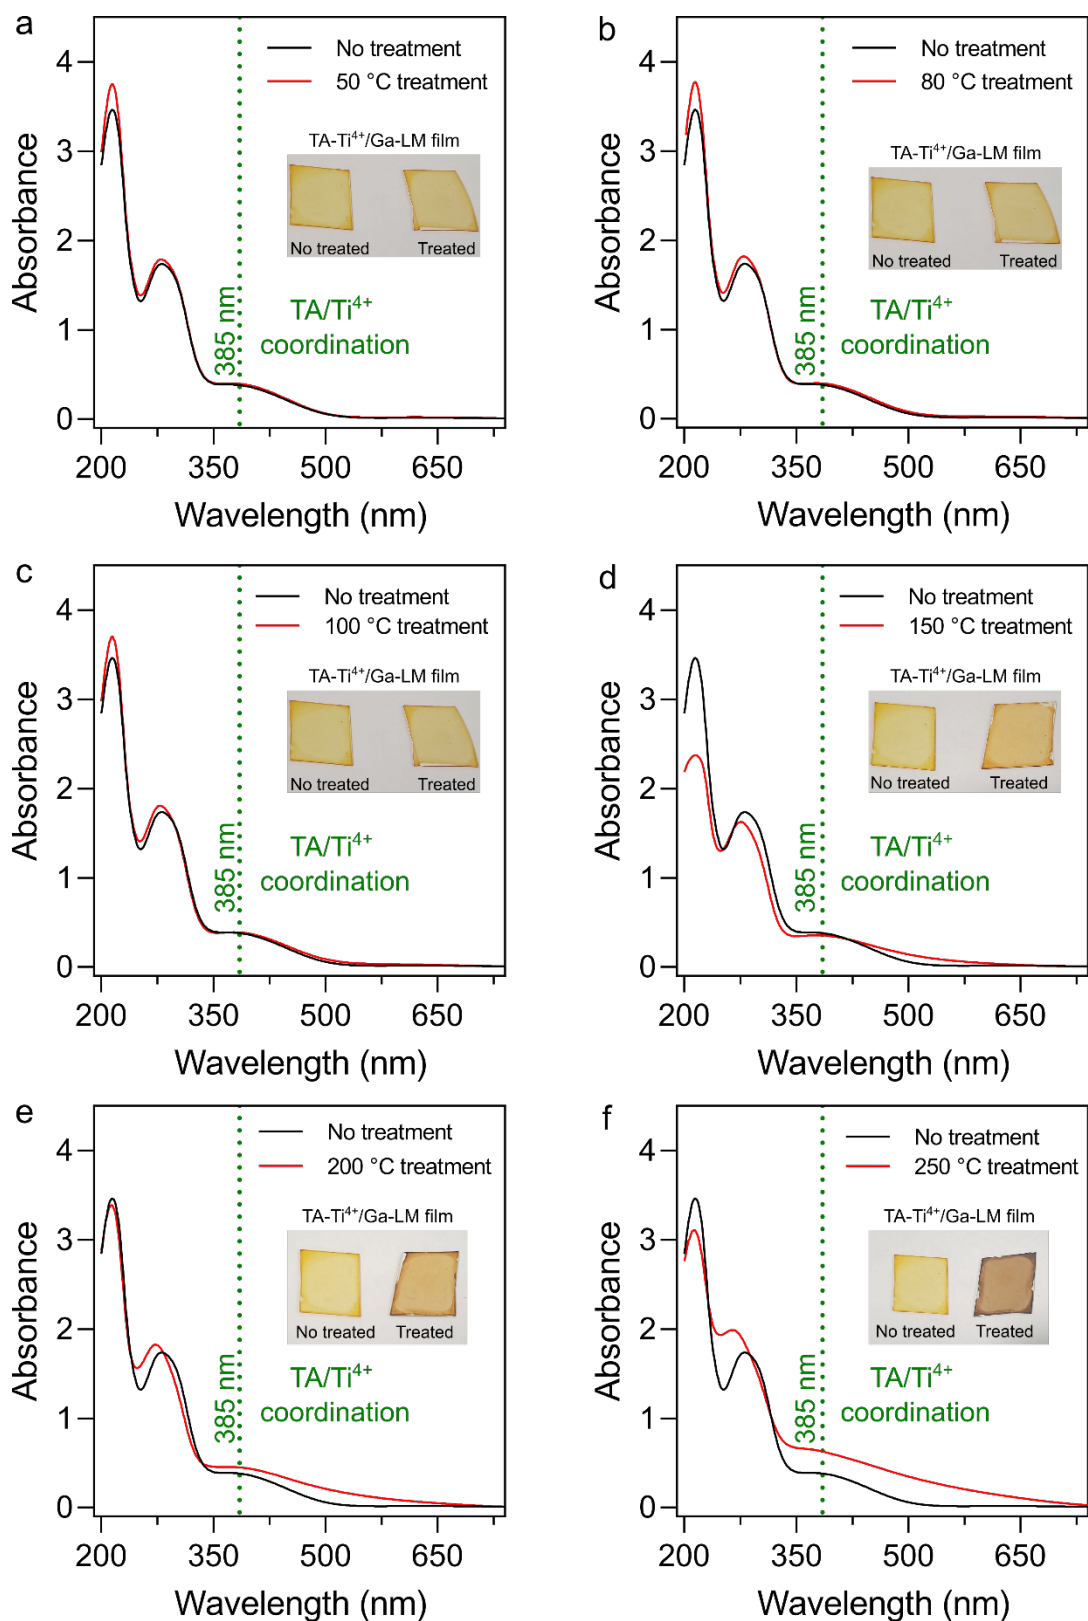 a
No treatment
50 °C treatment
TA-Ti⁴⁺/Ga-LM film
No treated
Treated
TA/Ti⁴⁺
coordination
385 nm
4
3
2
1
0
Absorbance
200
350
500
650
Wavelength (nm)
b
No treatment
80 °C treatment
TA-Ti⁴⁺/Ga-LM film
No treated
Treated
TA/Ti⁴⁺
coordination
385 nm
4
3
2
1
0
Absorbance
200
350
500
650
Wavelength (nm)
c
No treatment
100 °C treatment
TA-Ti⁴⁺/Ga-LM film
No treated
Treated
TA/Ti⁴⁺
coordination
385 nm
4
3
2
1
0
Absorbance
200
350
500
650
Wavelength (nm)
d
No treatment
150 °C treatment
TA-Ti⁴⁺/Ga-LM film
No treated
Treated
TA/Ti⁴⁺
coordination
385 nm
4
3
2
1
0
Absorbance
200
350
500
650
Wavelength (nm)
e
No treatment
200 °C treatment
TA-Ti⁴⁺/Ga-LM film
No treated
Treated
TA/Ti⁴⁺
coordination
385 nm
4
3
2
1
0
Absorbance
200
350
500
650
Wavelength (nm)
f
No treatment
250 °C treatment
TA-Ti⁴⁺/Ga-LM film
No treated
Treated
TA/Ti⁴⁺
coordination
385 nm
4
3
2
1
0
Absorbance
200
350
500
650
Wavelength (nm)